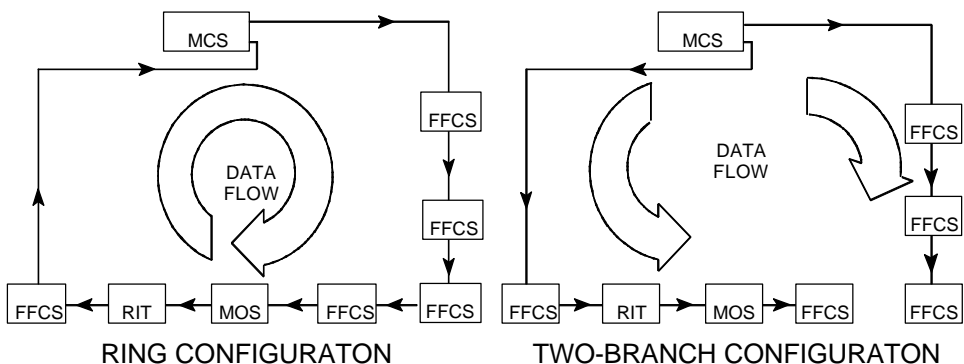 MCS
FFCS
DATA
FLOW
FFCS
FFCS
RIT
MOS
FFCS
FFCS
RING CONFIGURATON
MCS
FFCS
DATA
FLOW
FFCS
FFCS
RIT
MOS
FFCS
FFCS
TWO-BRANCH CONFIGURATON